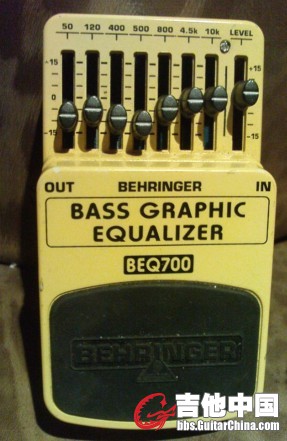 50 120 400 500 800 4.5k 10k LEVEL
+15 +15
0 0
-15 -15
OUT BEHRINGER IN
BASS GRAPHIC
EQUALIZER
BEQ700
BEHRINGER
吉他中国
bbs.GuitarChina.com